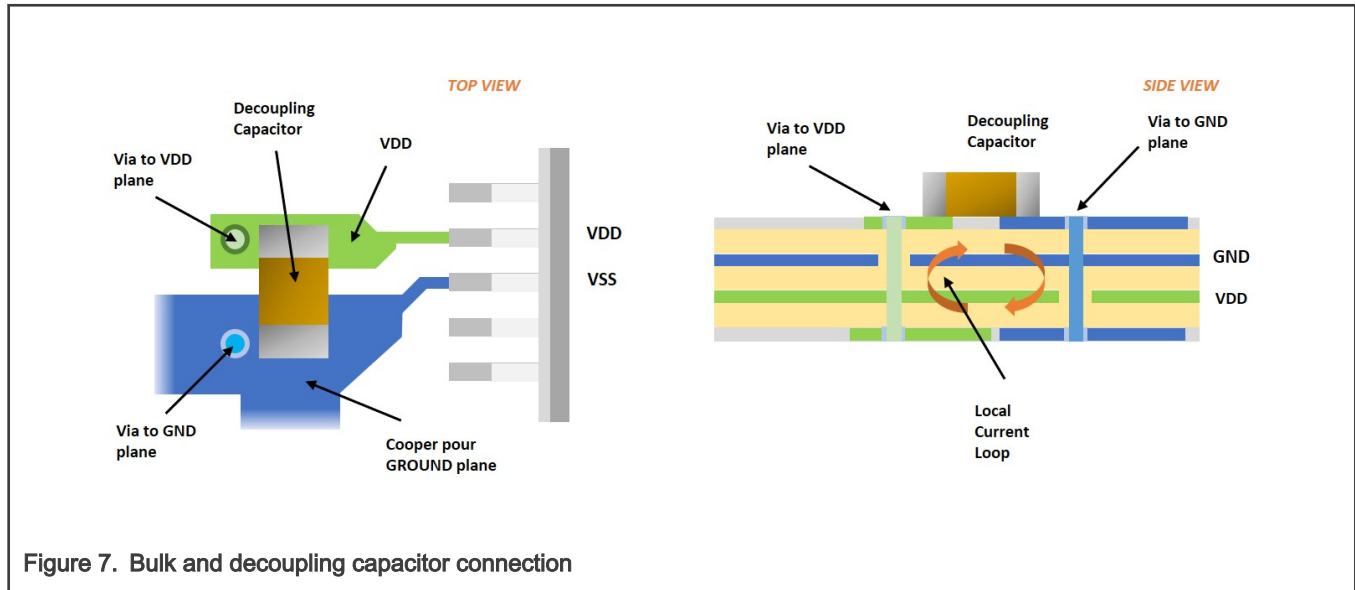 TOP VIEW
Decoupling
Capacitor
VDD
Via to VDD
plane
VDD
VSS
Via to GND
plane
Cooper pour
GROUND plane
SIDE VIEW
Via to VDD
plane
Decoupling
Capacitor
Via to GND
plane
GND
VDD
Local
Current
Loop
Figure 7. Bulk and decoupling capacitor connection